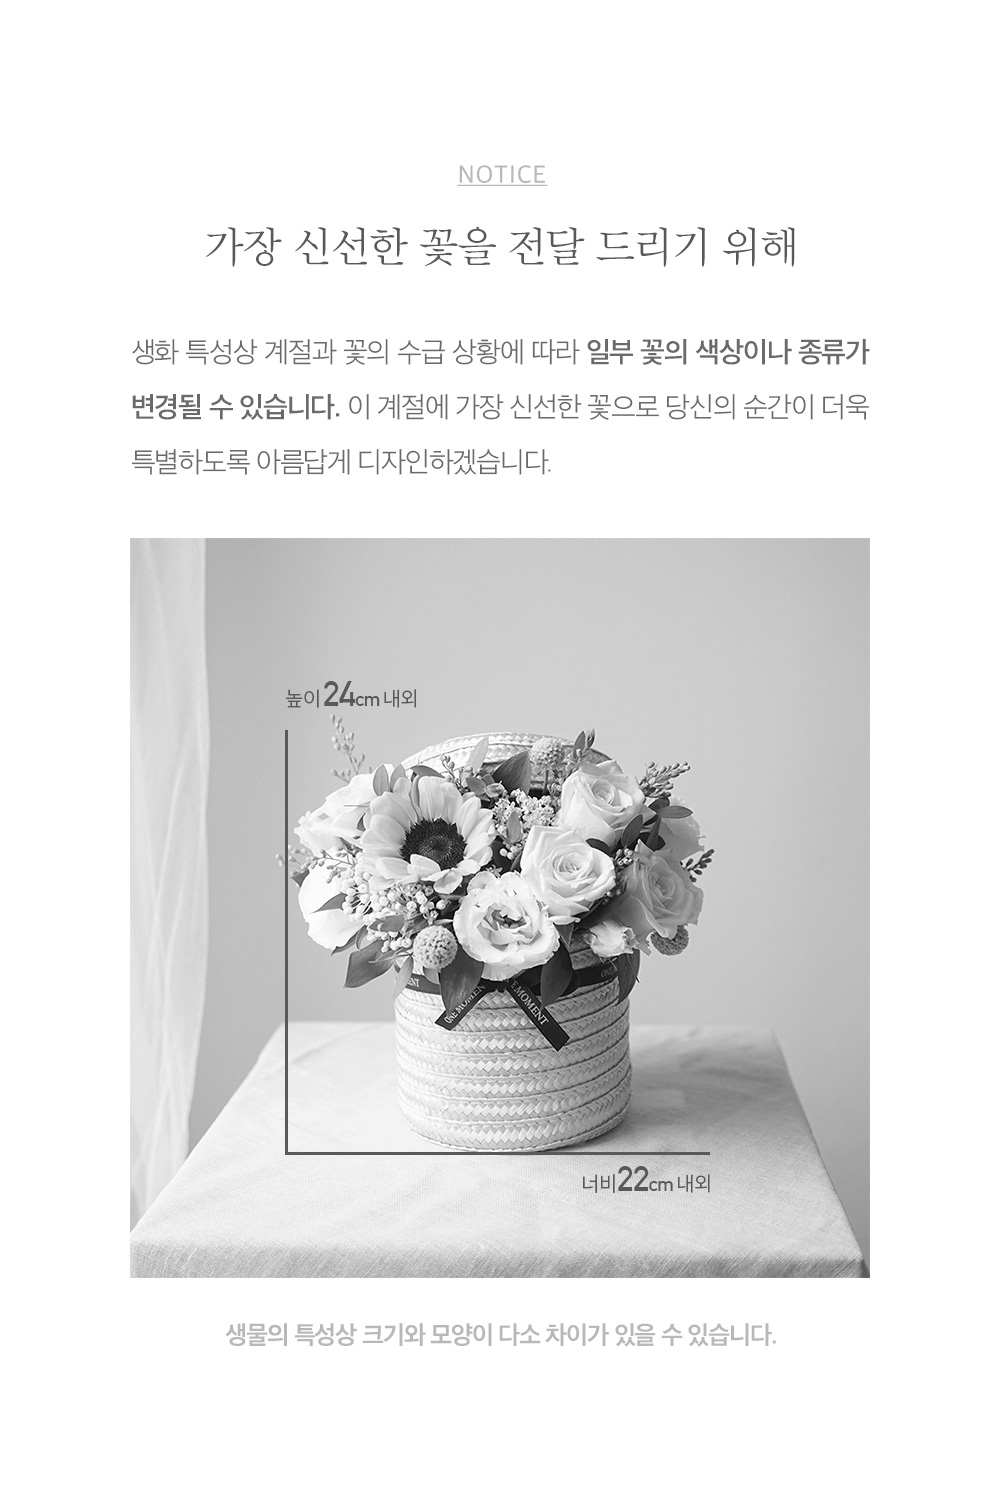 NOTICE
가장 신선한 꽃을 전달 드리기 위해
생화 특성상 계절과 꽃의 수급 상황에 따라 일부 꽃의 색상이나 종류가
변경될 수 있습니다. 이 계절에 가장 신선한 꽃으로 당신의 순간이 더욱
특별하도록 아름답게 디자인하겠습니다.
높이 24cm 내외
ONE MOMENT
EMOMENT
너비 22cm 내외
생물의 특성상 크기와 모양이 다소 차이가 있을 수 있습니다.